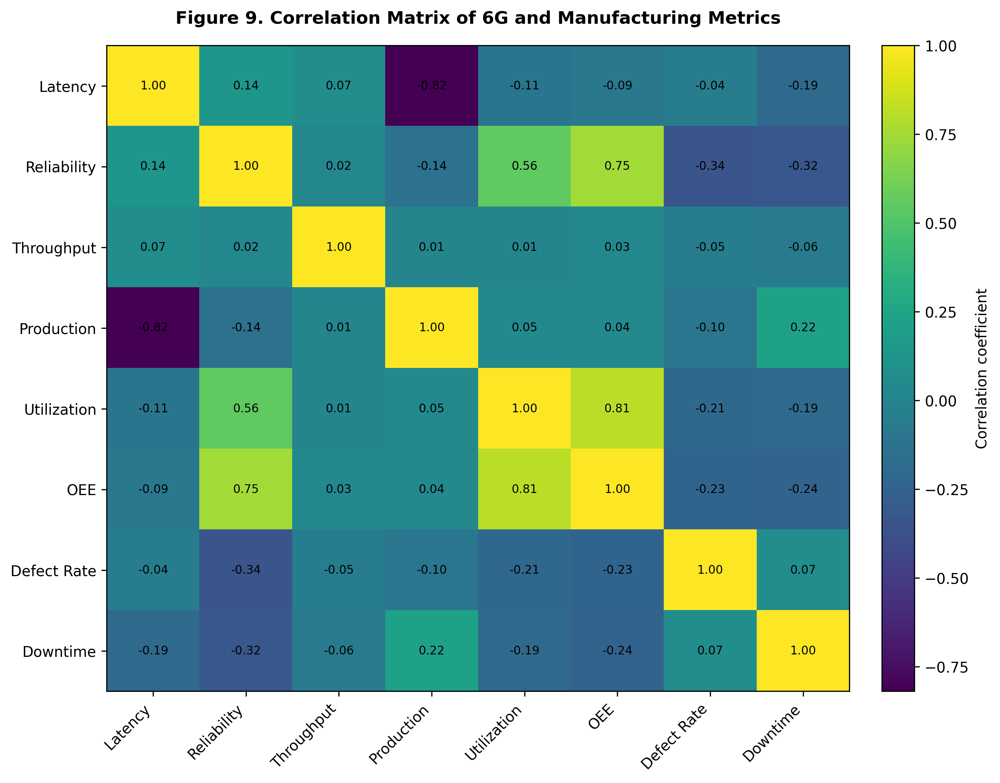 Figure 9. Correlation Matrix of 6G and Manufacturing Metrics
Latency 1.00 0.14 0.07 -0.82 -0.11 -0.09 -0.04 -0.19
Reliability 0.14 1.00 0.02 -0.14 0.56 0.75 -0.34 -0.32
Throughput 0.07 0.02 1.00 0.01 0.01 0.03 -0.05 -0.06
Production -0.82 -0.14 0.01 1.00 0.05 0.04 -0.10 0.22
Utilization -0.11 0.56 0.01 0.05 1.00 0.81 -0.21 -0.19
OEE -0.09 0.75 0.03 0.04 0.81 1.00 -0.23 -0.24
Defect Rate -0.04 -0.34 -0.05 -0.10 -0.21 -0.23 1.00 0.07
Downtime -0.19 -0.32 -0.06 0.22 -0.19 -0.24 0.07 1.00
Latency Reliability Throughput Production Utilization OEE Defect Rate Downtime
1.00
0.75
0.50
0.25
0.00
−0.25
−0.50
−0.75
Correlation coefficient